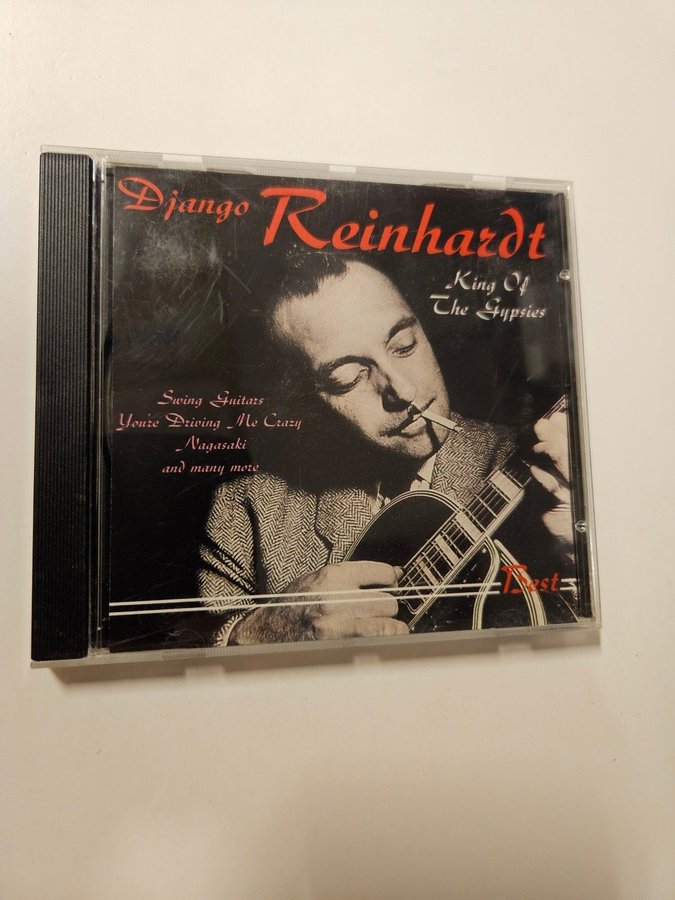 Django Reinhardt
King Of
The Gypsies
Swing Guitars
You're Driving Me Crazy
Nagasaki
and many more
Best